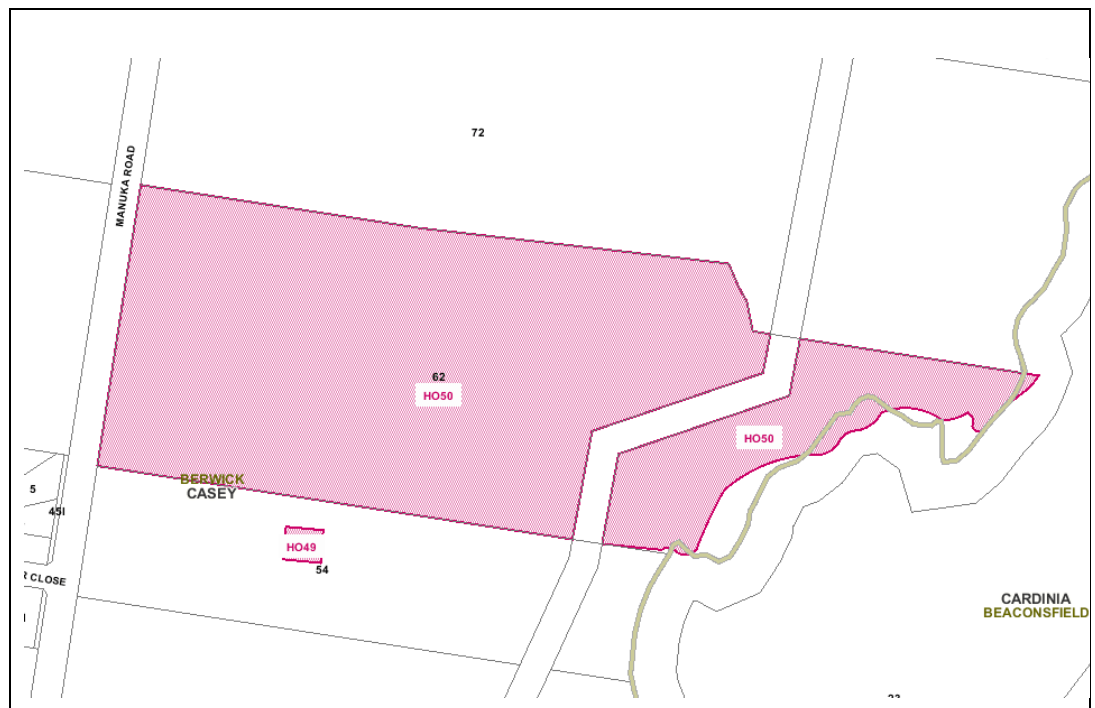 72
MANUKA ROAD
62
HO50
HO50
BERWICK
CASEY
5
45I
HO49
54
R CLOSE
CARDINIA
BEACONSFIELD